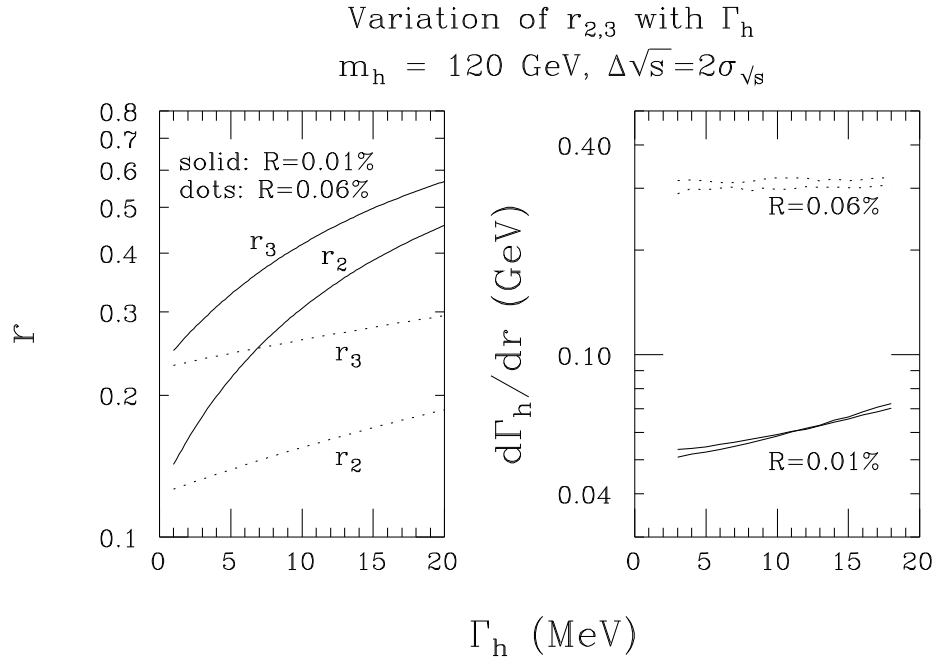 Variation of r₂,₃ with Γₕ
mₕ = 120 GeV, Δ√s=2σ√s
r
0.8
0.7
0.6
0.5
0.4
0.3
0.2
0.1
solid: R=0.01%
dots: R=0.06%
r₃
r₂
r₃
r₂
0 5 10 15 20
dΓₕ/dr (GeV)
0.40
0.20
0.10
0.04
R=0.06%
R=0.01%
0 5 10 15 20
Γₕ (MeV)